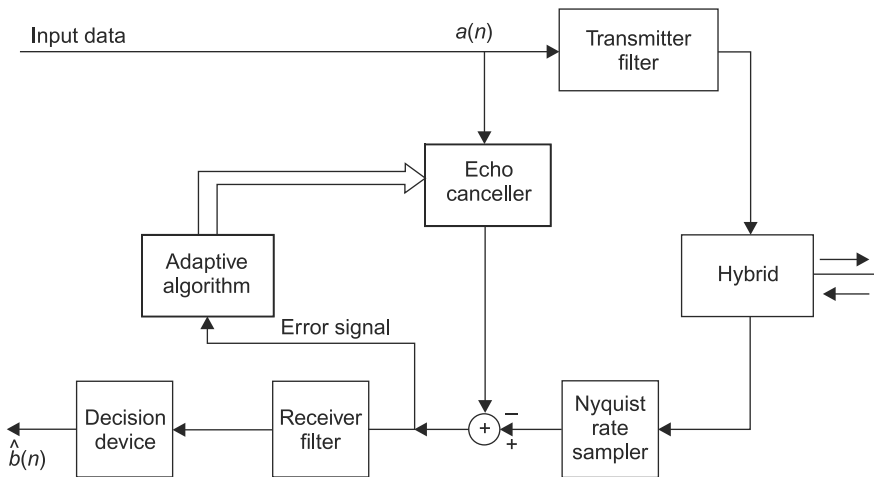 Input data
a(n)
Transmitter
filter
Echo
canceller
Adaptive
algorithm
Hybrid
Error signal
Decision
device
Receiver
filter
+
−
+
Nyquist
rate
sampler
b̂(n)